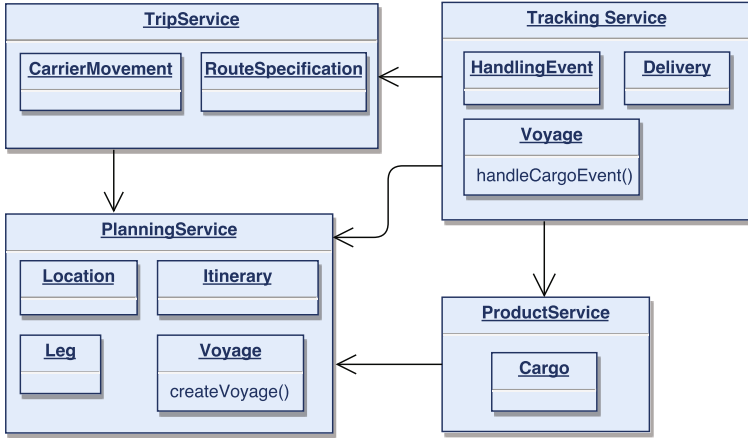 TripService
CarrierMovement
RouteSpecification
Tracking Service
HandlingEvent
Delivery
Voyage
handleCargoEvent()
PlanningService
Location
Itinerary
Leg
Voyage
createVoyage()
ProductService
Cargo